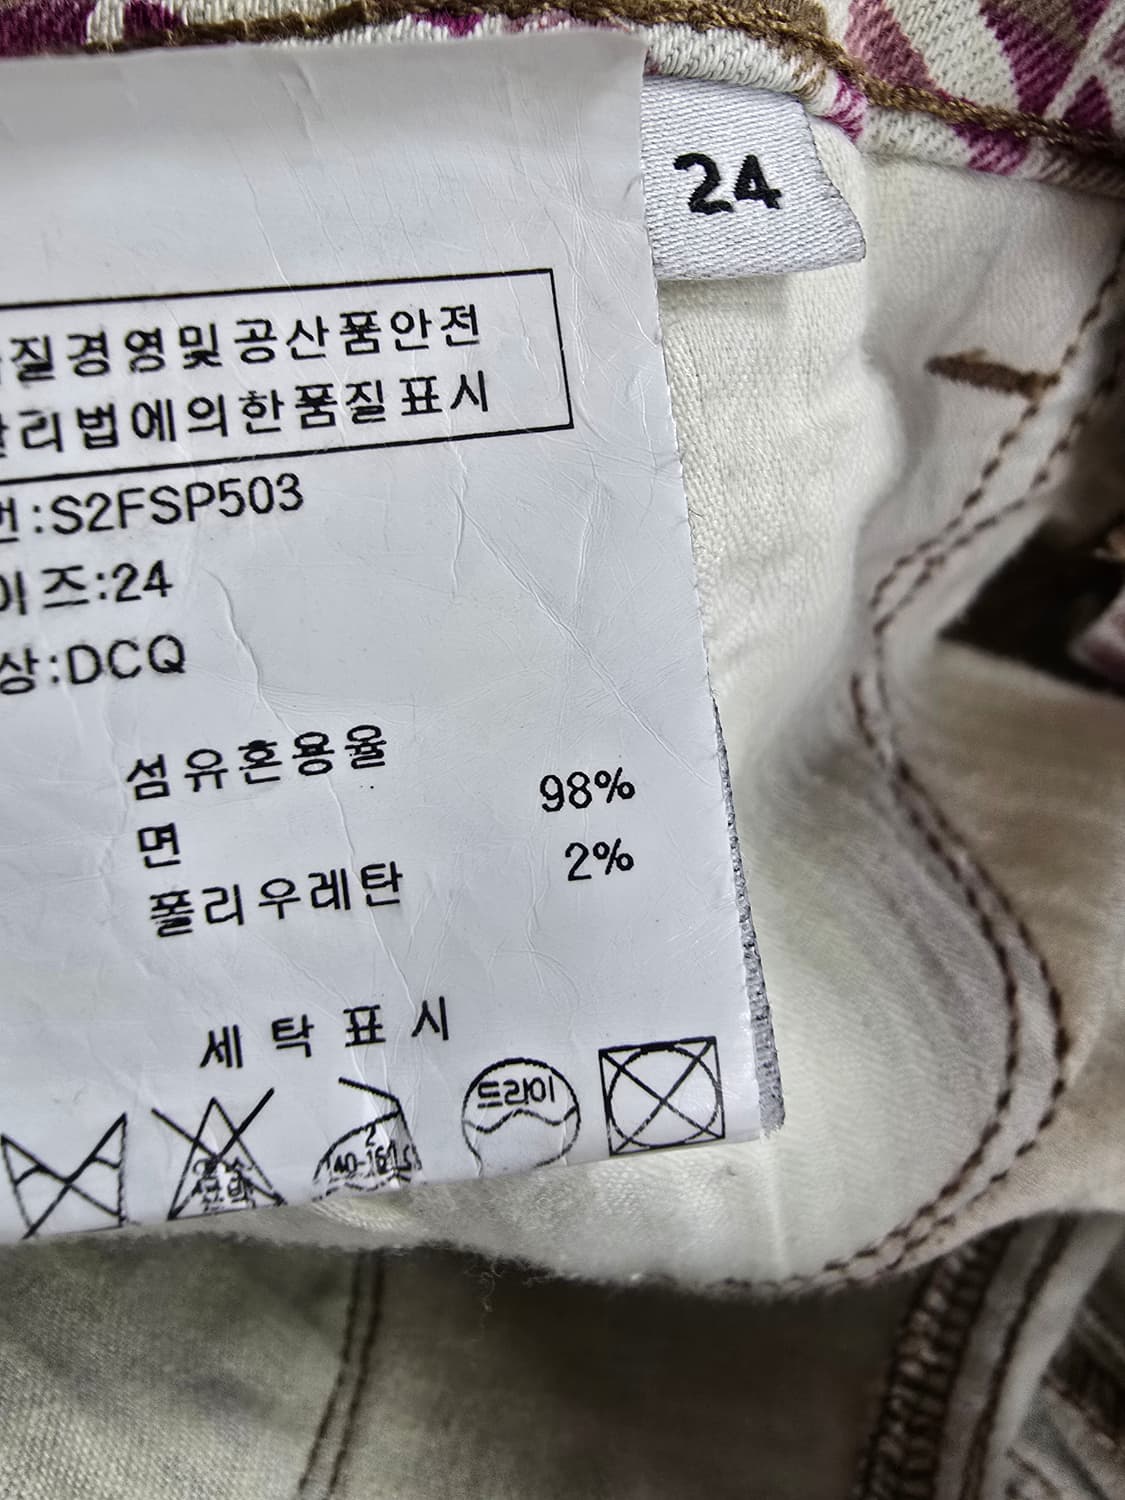 24
질경영및공산품안전
리법에의한품질표시
번:S2FSP503
이즈:24
상:DCQ
섬유혼용율
면 98%
폴리우레탄 2%
세탁표시
드라이